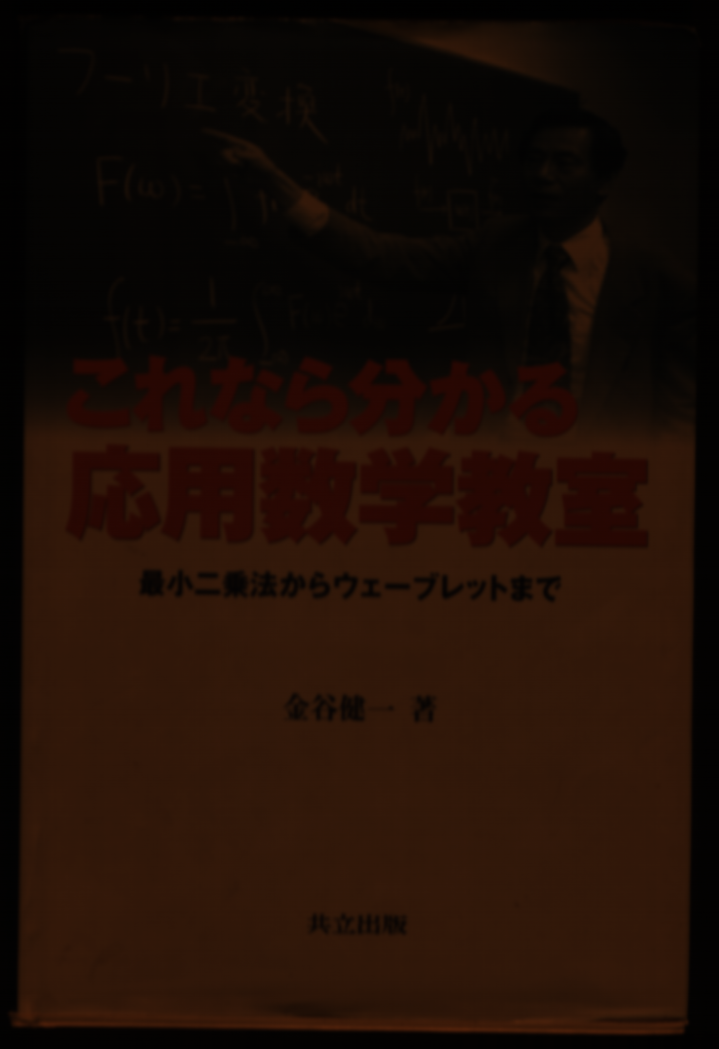 フーリエ変換
F(ω)=∫
f(t)=1/2π∫
これなら分かる
応用数学教室
最小二乗法からウェーブレットまで
金谷健一 著
共立出版